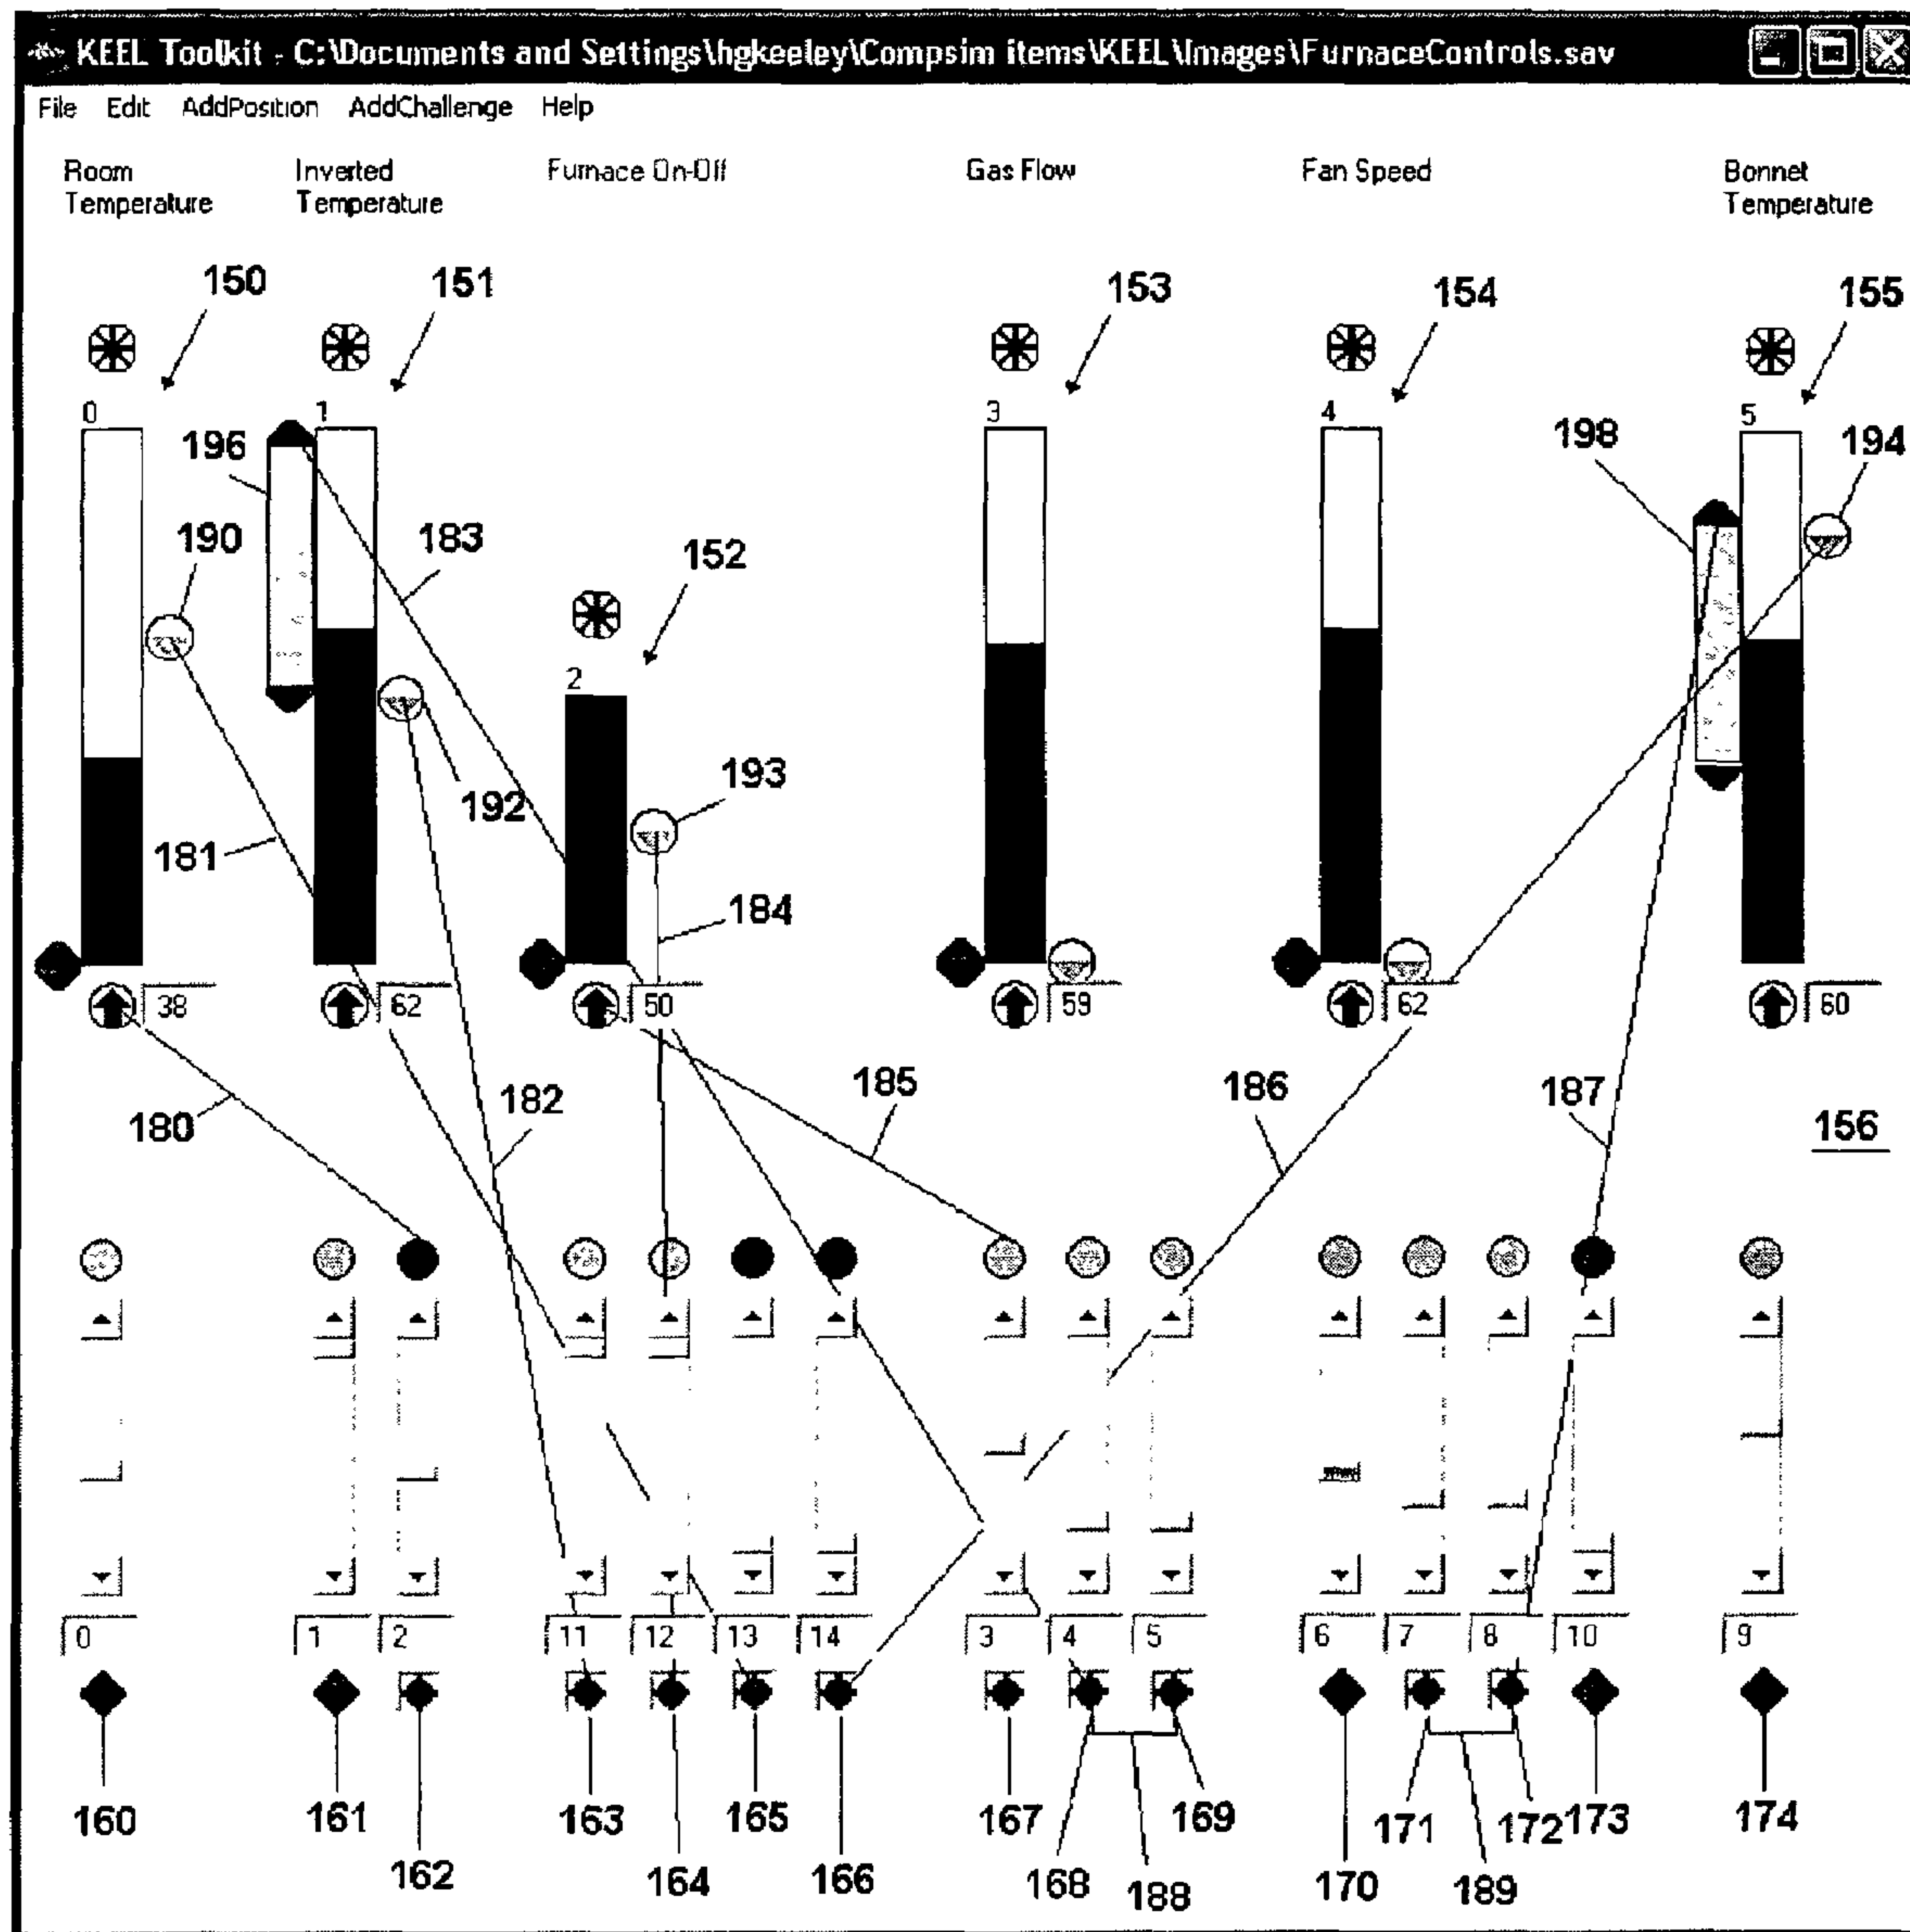 KEEL Toolkit - C:\Documents and Settings\hgkeeley\Compsim items\KEEL\Images\FurnaceControls.sav
File Edit AddPosition AddChallenge Help
Room Temperature
Inverted Temperature
Furnace On-Off
Gas Flow
Fan Speed
Bonnet Temperature
150 151 153 154 155
0 1 3 4 5
196 198 194
190 183 152
2
192 193
181
184
38 62 50 59 62 60
180 182 185 186 187 156
0 1 2 11 12 13 14 3 4 5 6 7 8 10 9
160 161 163 165 167 169 171 172 173 174
162 164 166 168 188 170 189